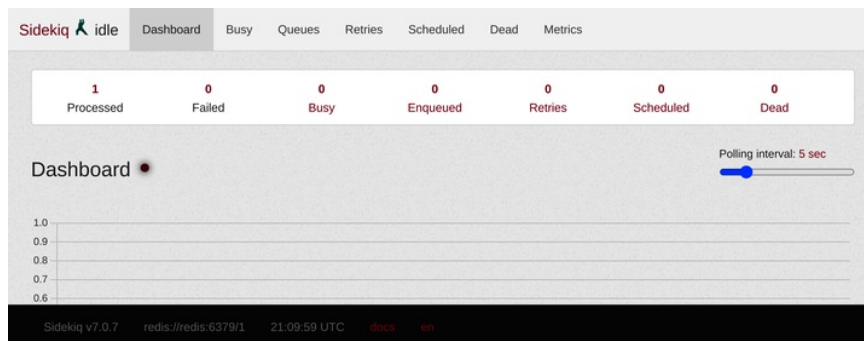 Sidekiq idle Dashboard Busy Queues Retries Scheduled Dead Metrics
1 0 0 0 0 0 0
Processed Failed Busy Enqueued Retries Scheduled Dead
Polling interval: 5 sec
Dashboard
1.0
0.9
0.8
0.7
0.6
Sidekiq v7.0.7 redis://redis:6379/1 21:09:59 UTC docs en